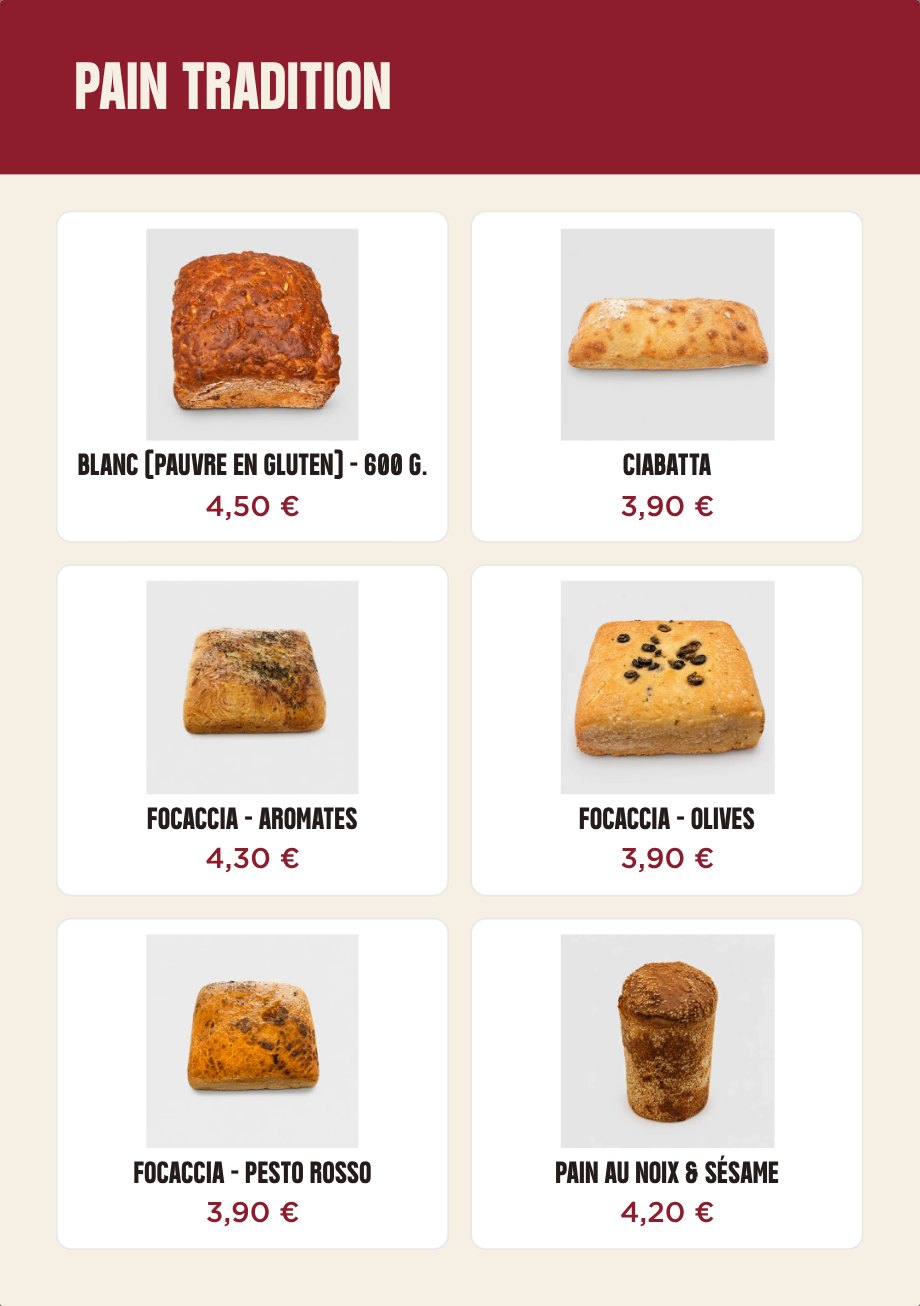 PAIN TRADITION
BLANC (PAUVRE EN GLUTEN) - 600 G.
4,50 €
CIABATTA
3,90 €
FOCACCIA - AROMATES
4,30 €
FOCACCIA - OLIVES
3,90 €
FOCACCIA - PESTO ROSSO
3,90 €
PAIN AU NOIX & SÉSAME
4,20 €